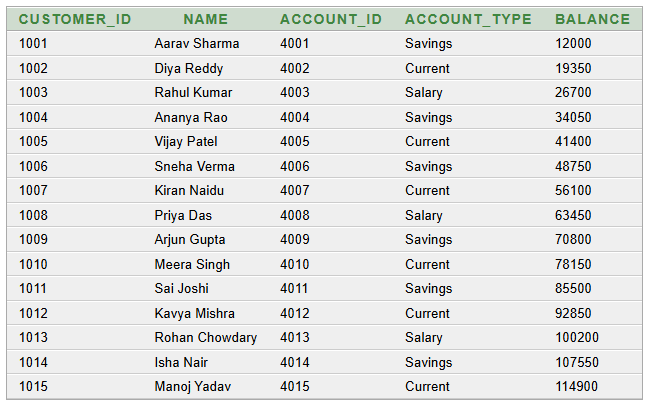 CUSTOMER_ID NAME ACCOUNT_ID ACCOUNT_TYPE BALANCE
1001 Aarav Sharma 4001 Savings 12000
1002 Diya Reddy 4002 Current 19350
1003 Rahul Kumar 4003 Salary 26700
1004 Ananya Rao 4004 Savings 34050
1005 Vijay Patel 4005 Current 41400
1006 Sneha Verma 4006 Savings 48750
1007 Kiran Naidu 4007 Current 56100
1008 Priya Das 4008 Salary 63450
1009 Arjun Gupta 4009 Savings 70800
1010 Meera Singh 4010 Current 78150
1011 Sai Joshi 4011 Savings 85500
1012 Kavya Mishra 4012 Current 92850
1013 Rohan Chowdary 4013 Salary 100200
1014 Isha Nair 4014 Savings 107550
1015 Manoj Yadav 4015 Current 114900